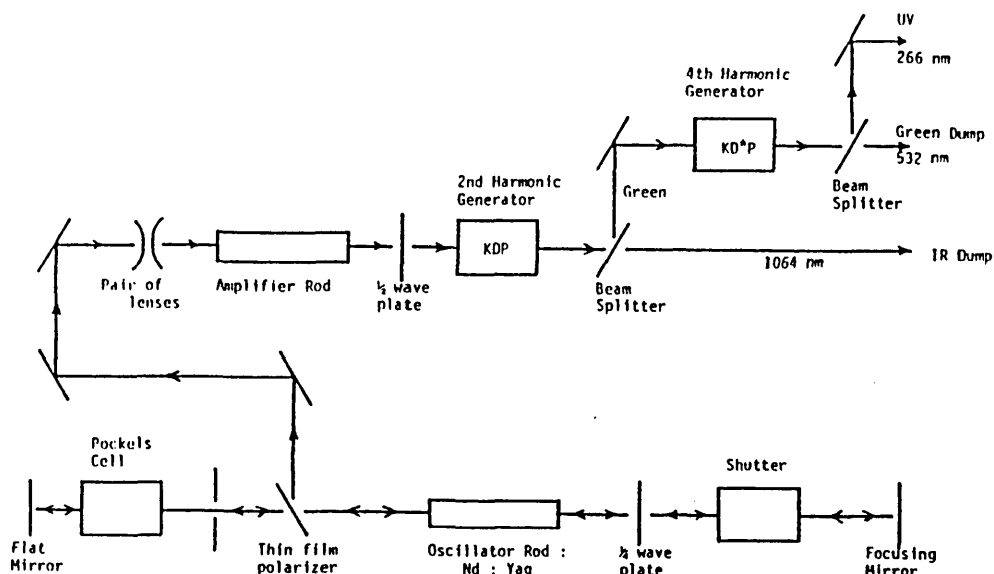 UV
266 nm
4th Harmonic
Generator
KD*P
Green Dump
532 nm
Beam
Splitter
Green
2nd Harmonic
Generator
KDP
1064 nm
IR Dump
Pair of
lenses
Amplifier Rod
½ wave
plate
Beam
Splitter
Pockels
Cell
Shutter
Flat
Mirror
Thin film
polarizer
Oscillator Rod :
Nd : Yag
wave
plate
Focusing
Mirror